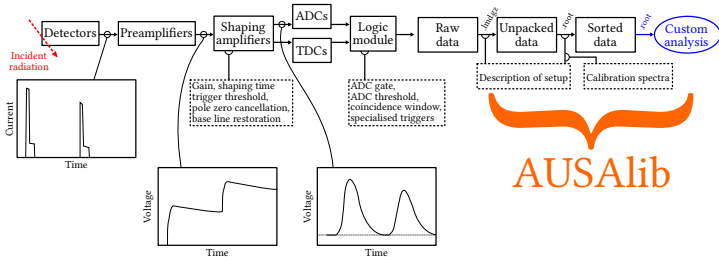 Incident
radiation
Detectors
Preamplifiers
Shaping
amplifiers
ADCs
TDCs
Logic
module
Raw
data
.lmd.gz
Unpacked
data
.root
Sorted
data
.root
Custom
analysis
Gain, shaping time
trigger threshold,
pole zero cancellation,
base line restoration
ADC gate,
ADC threshold,
coincidence window,
specialised triggers
Description of setup
Calibration spectra
Current
Time
Voltage
Time
Voltage
Time
AUSAlib